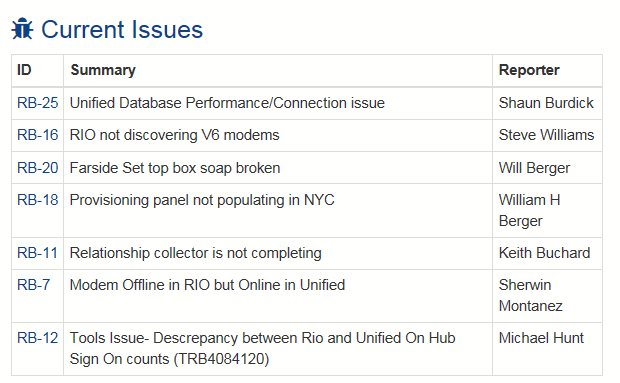 Current Issues
ID Summary Reporter
RB-25 Unified Database Performance/Connection issue Shaun Burdick
RB-16 RIO not discovering V6 modems Steve Williams
RB-20 Farside Set top box soap broken Will Berger
RB-18 Provisioning panel not populating in NYC William H
Berger
RB-11 Relationship collector is not completing Keith Buchard
RB-7 Modem Offline in RIO but Online in Unified Sherwin
Montanez
RB-12 Tools Issue- Descrepancy between Rio and Unified On Hub Michael Hunt
Sign On counts (TRB4084120)